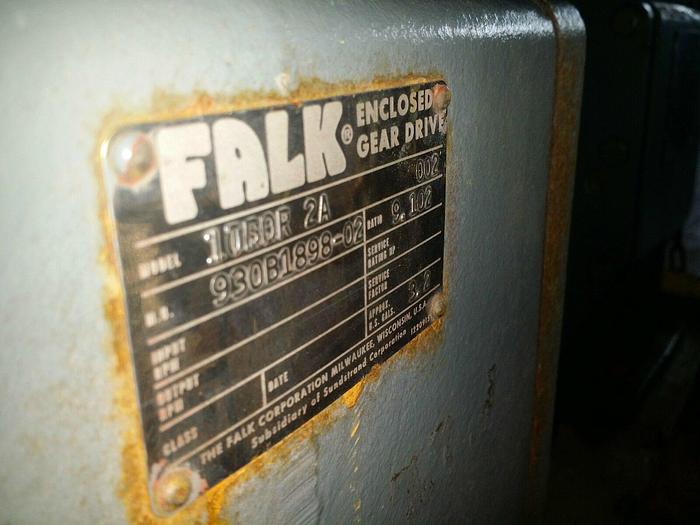 FALK® ENCLOSED
GEAR DRIVE
002
MODEL 1050R 2A RATIO 9.102
M.O. 930B1898-02 SERVICE
RATING HP
INPUT
RPM SERVICE
FACTOR
OUTPUT
RPM APPROX.
U.S. GALS. 3.2
CLASS DATE
THE FALK CORPORATION MILWAUKEE, WISCONSIN, U.S.A.
Subsidiary of Sundstrand Corporation